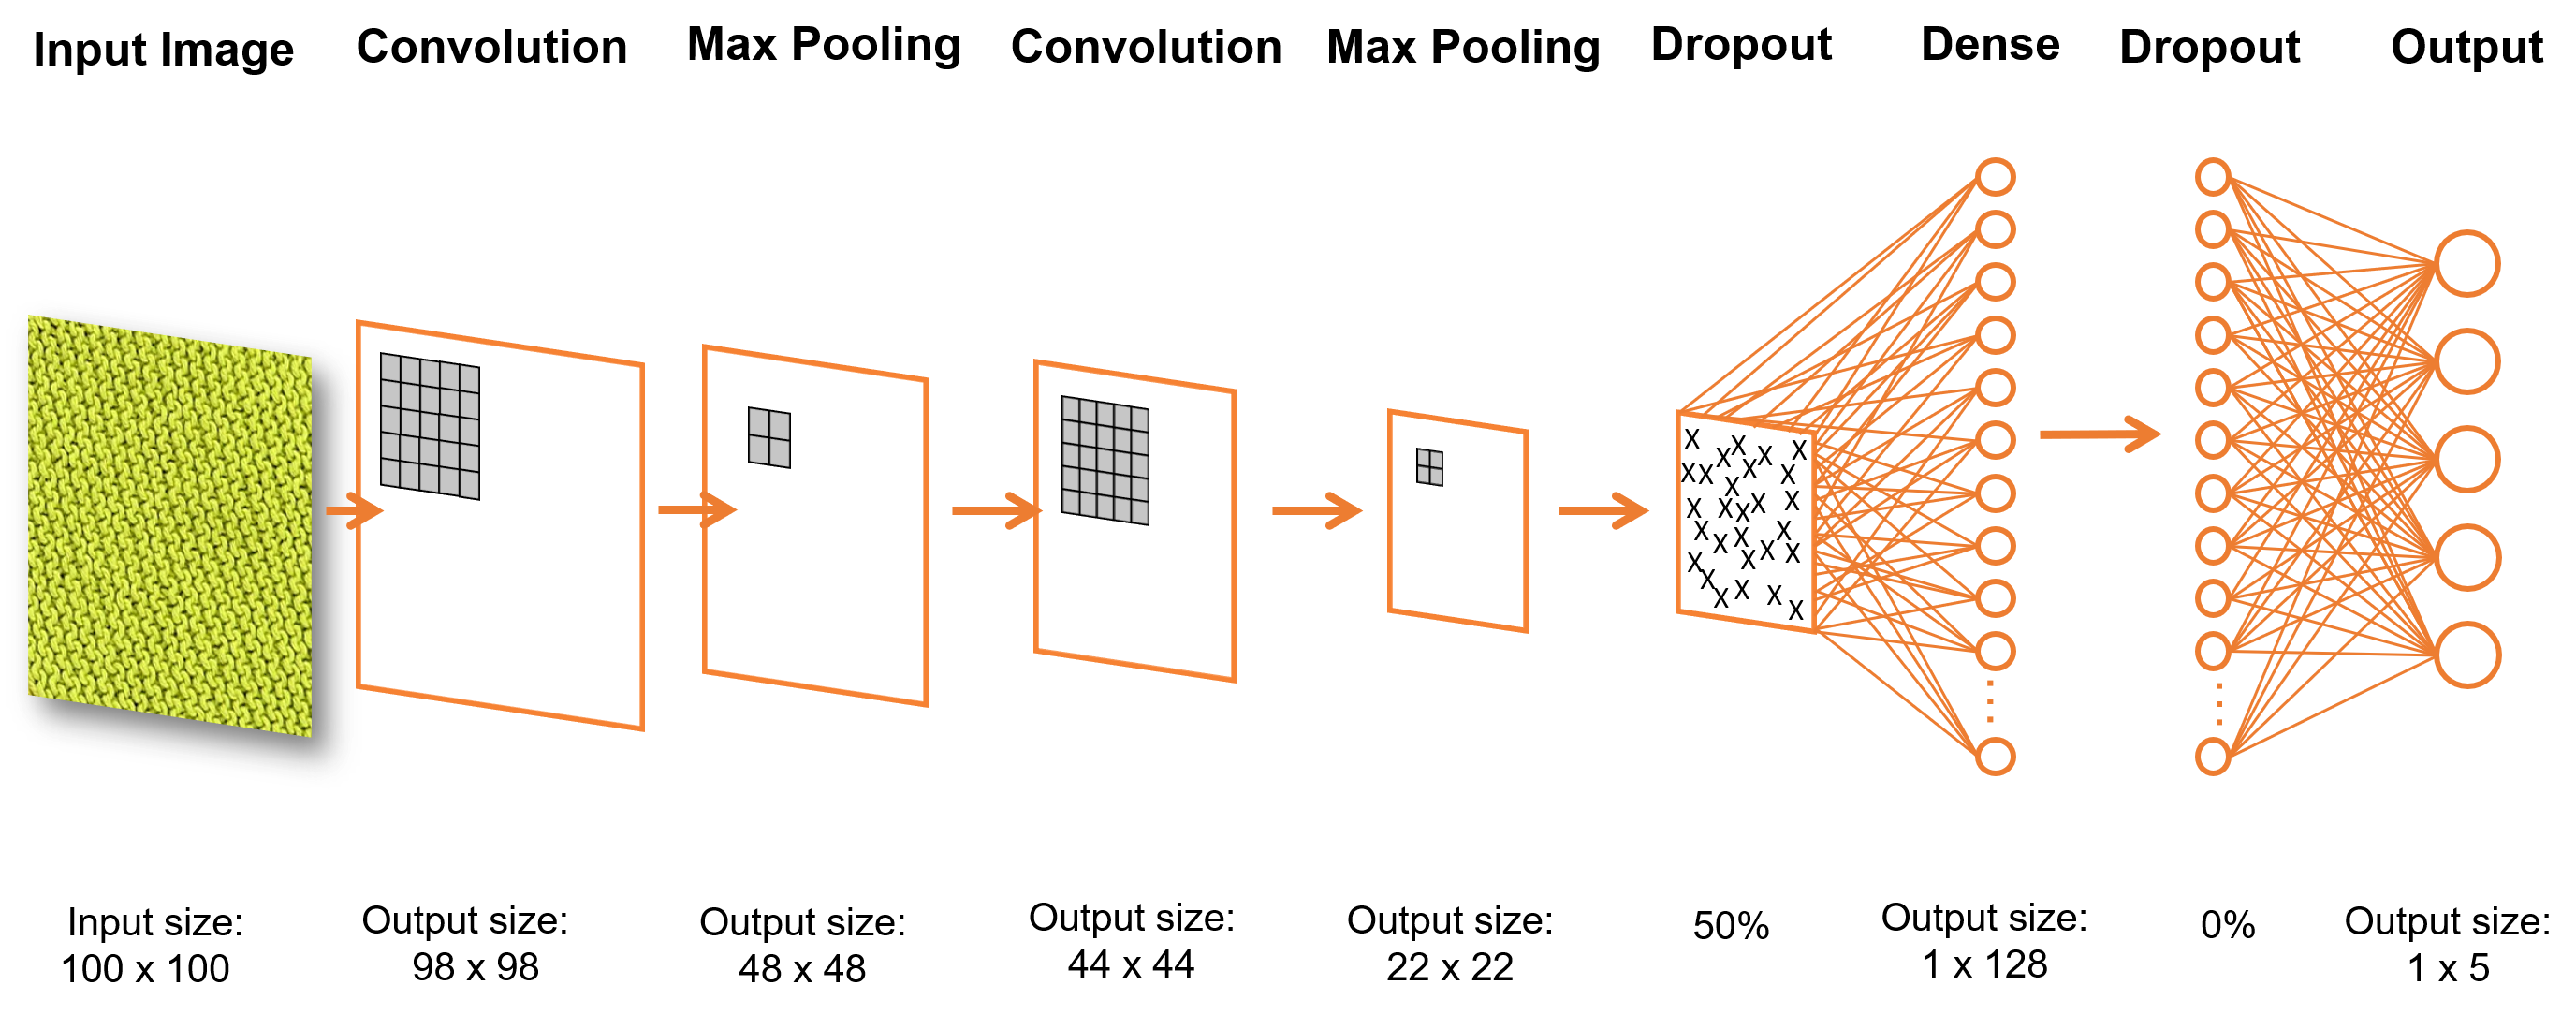 Input Image
Convolution
Max Pooling
Convolution
Max Pooling
Dropout
Dense
Dropout
Output
X X X X X X X X X X X X X X X X X X X X X X X X X X X X X X
Input size:
100 x 100
Output size:
98 x 98
Output size:
48 x 48
Output size:
44 x 44
Output size:
22 x 22
50%
Output size:
1 x 128
0%
Output size:
1 x 5